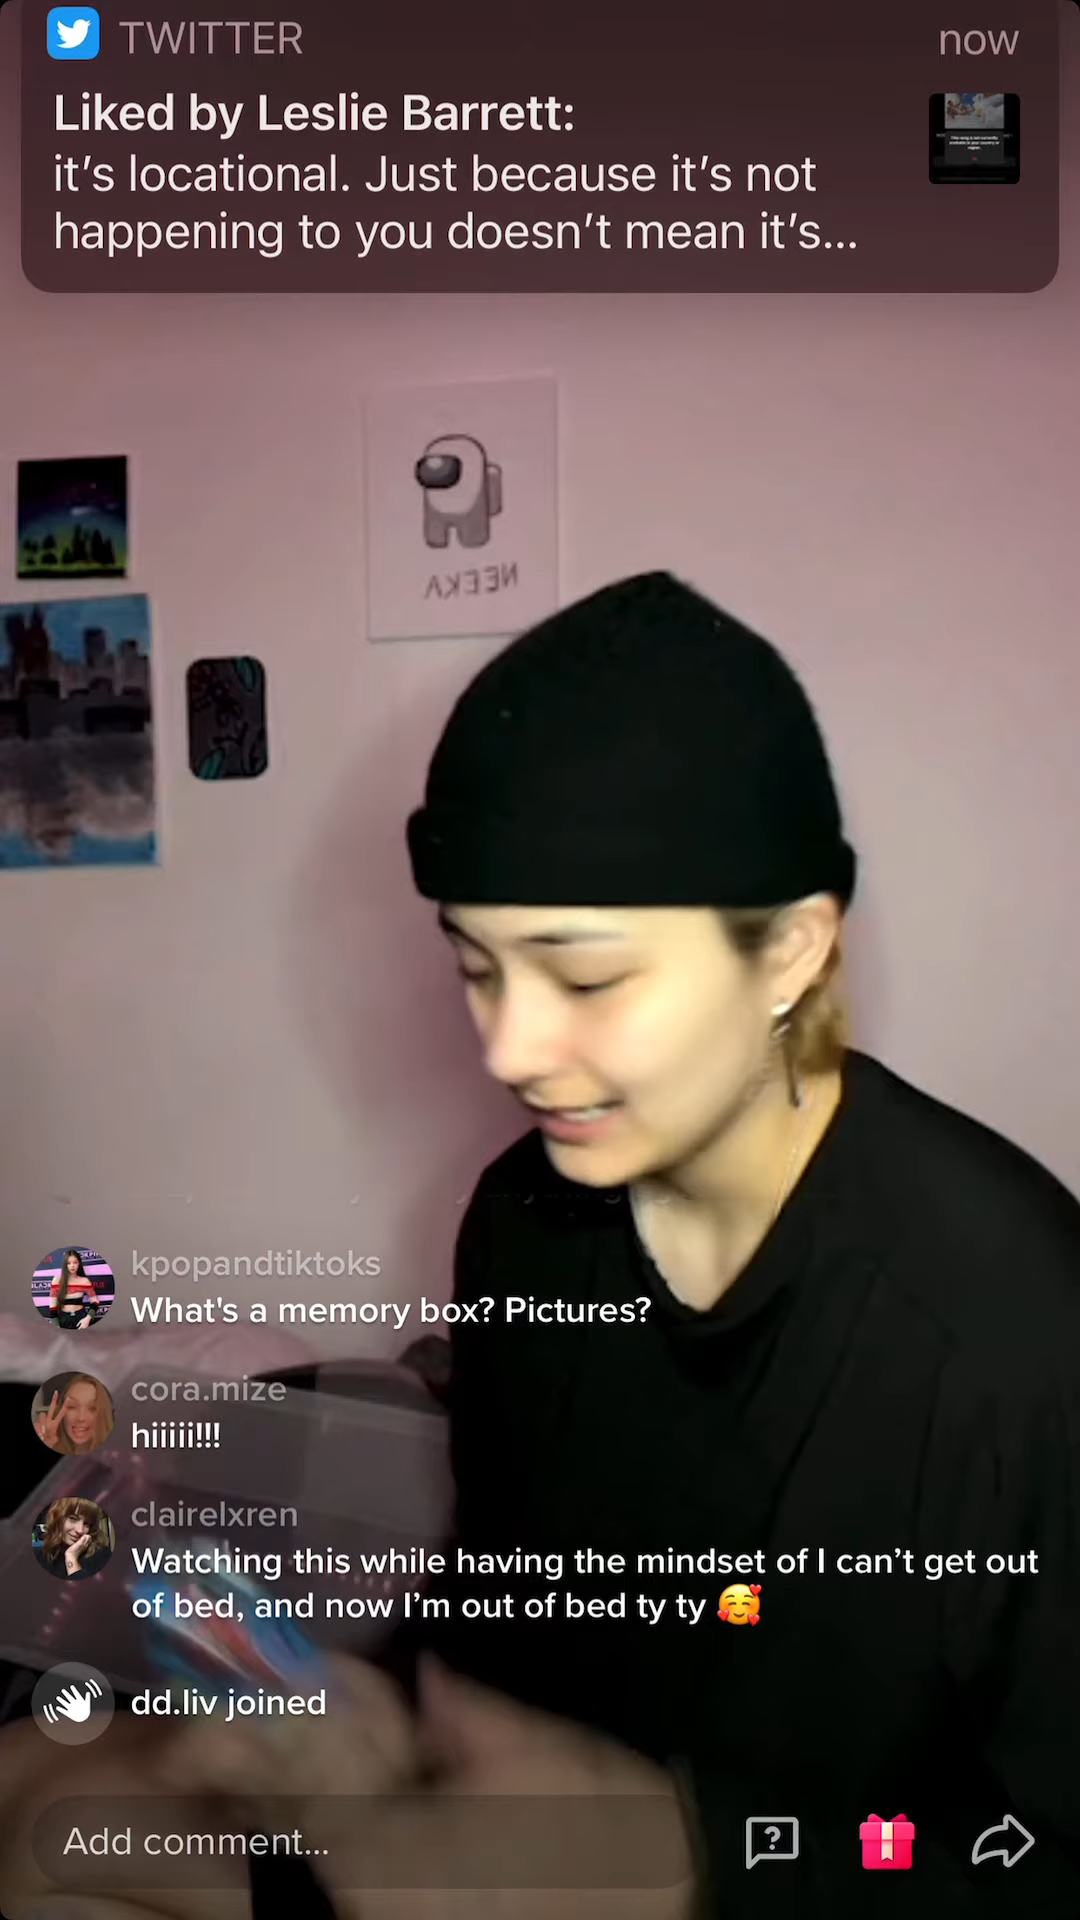 TWITTER
now
Liked by Leslie Barrett:
it's locational. Just because it's not
happening to you doesn't mean it's...
NEEKA
kpopandtiktoks
What's a memory box? Pictures?
cora.mize
hiiiii!!!
clairelxren
Watching this while having the mindset of I can't get out
of bed, and now I'm out of bed ty ty 🥰
dd.liv joined
Add comment...